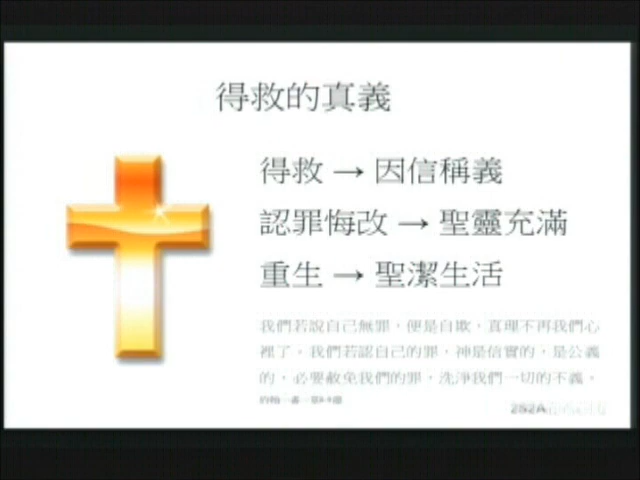 得救的真義
得救 → 因信稱義
認罪悔改 → 聖靈充滿
重生 → 聖潔生活
我們若說自己無罪，便是自欺，真理不再我們心
裡了。我們若認自己的罪，神是信實的，是公義
的，必要赦免我們的罪，洗淨我們一切的不義。
2S2A